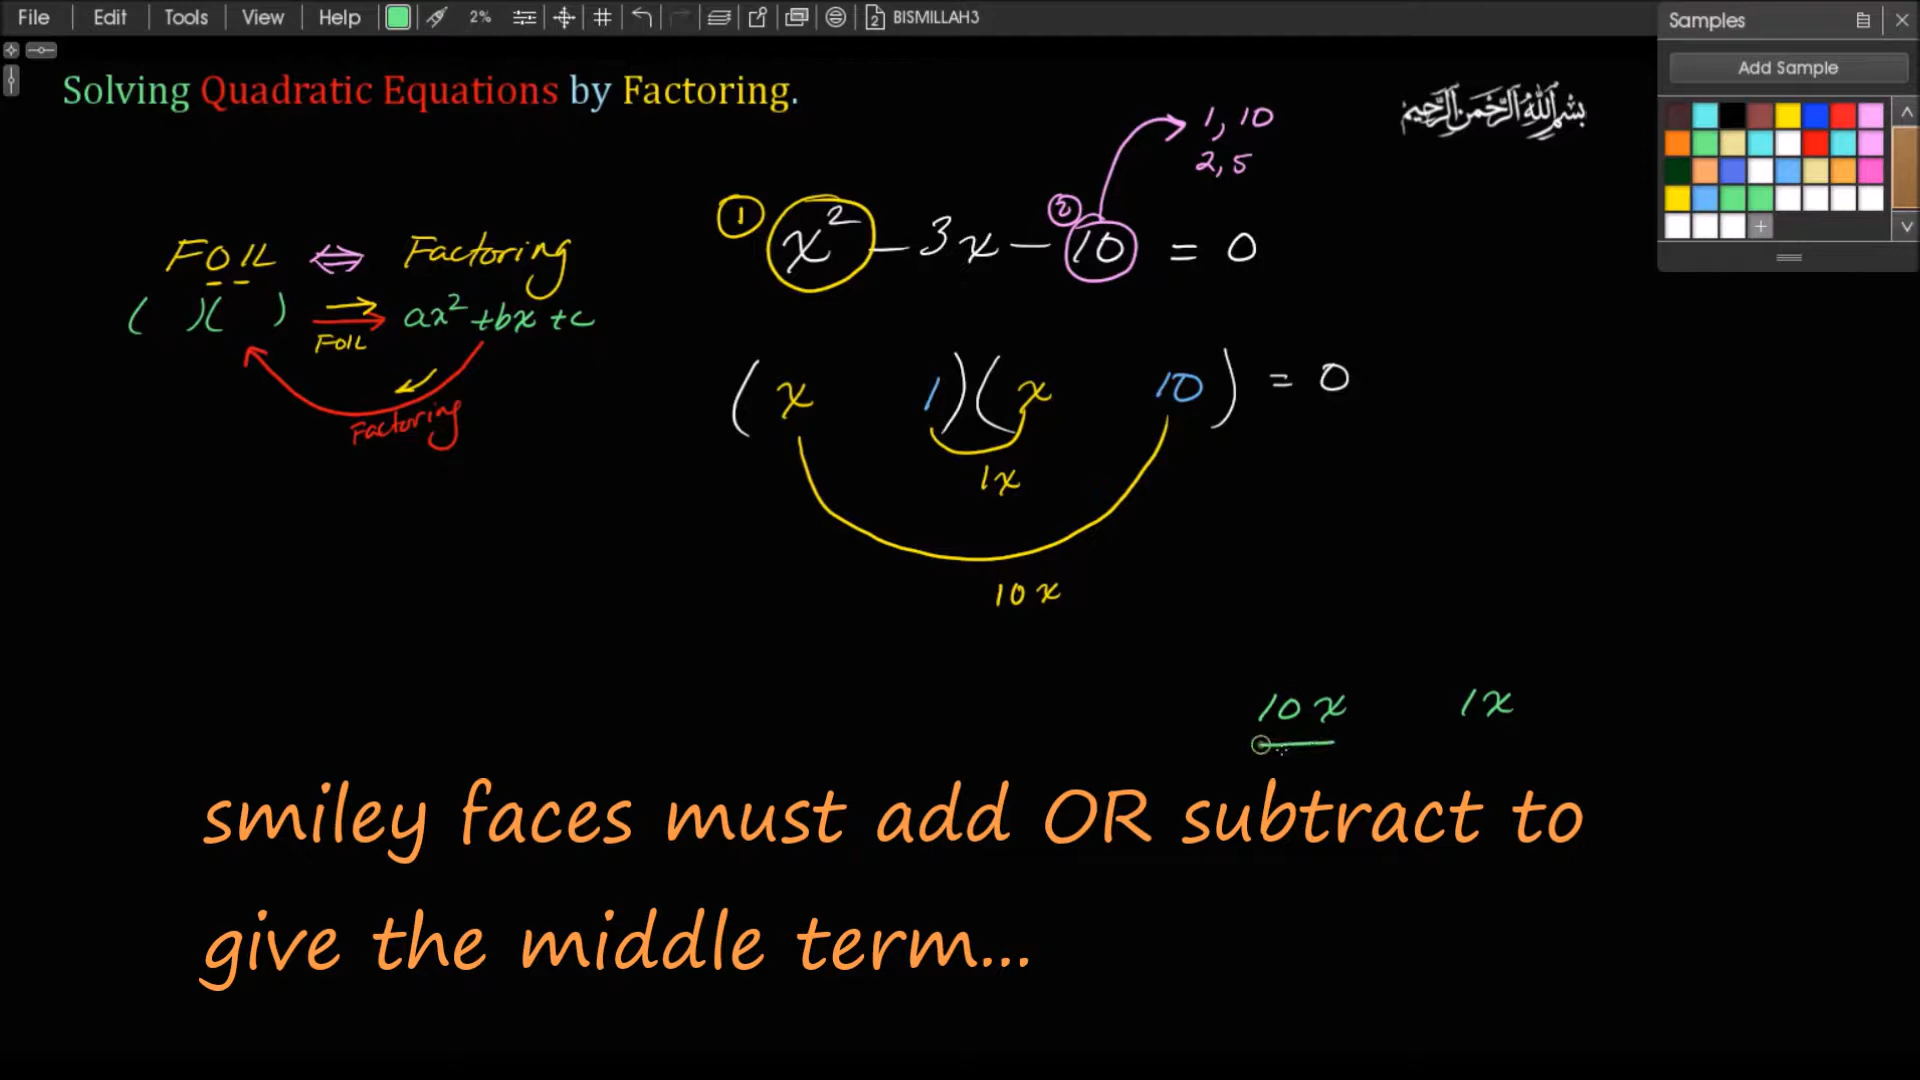 File Edit Tools View Help 2% 2 BISMILLAH3
Samples
Add Sample
Solving Quadratic Equations by Factoring.
بسم الله الرحمن الرحيم
1, 10
2, 5
① x² - 3x - 10 = 0 ②
FOIL ⇔ Factoring
( )( ) → ax² + bx + c
FOIL
Factoring
(x 1)(x 10) = 0
1x
10x
10x 1x
smiley faces must add OR subtract to
give the middle term...